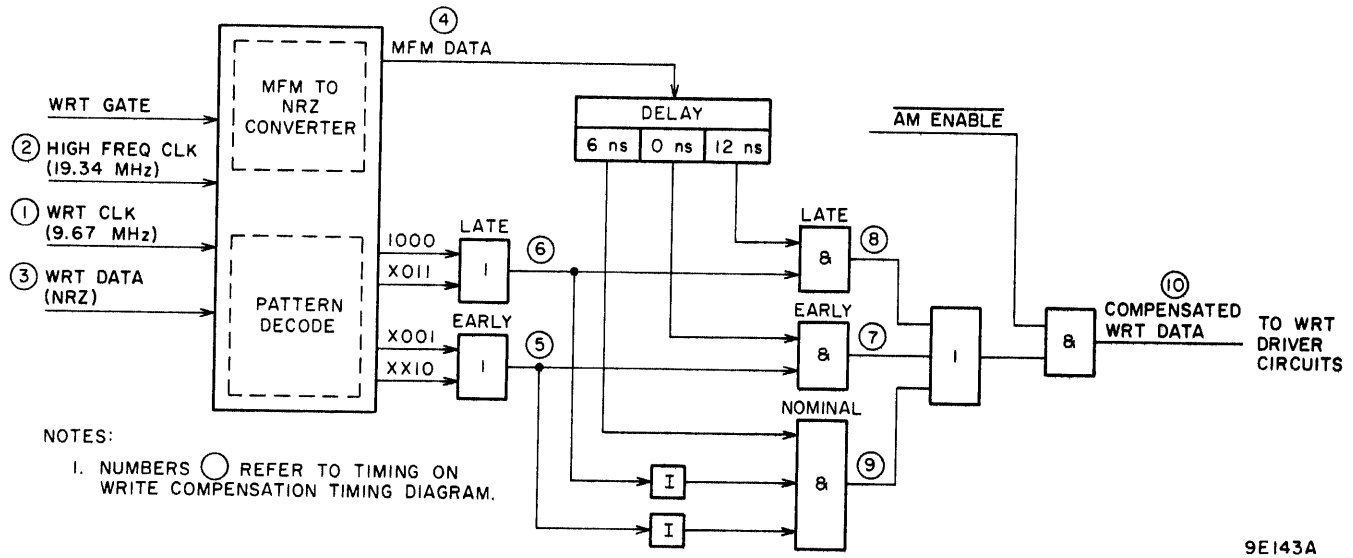 ④
MFM DATA
MFM TO
NRZ
CONVERTER
WRT GATE
② HIGH FREQ CLK
(19.34 MHz)
① WRT CLK
(9.67 MHz)
③ WRT DATA
(NRZ)
PATTERN
DECODE
DELAY
6 ns 0 ns 12 ns
AM ENABLE
1000
X011
LATE
1
⑥
X001
XX10
EARLY
1
⑤
LATE
&
⑧
EARLY
&
⑦
NOMINAL
&
⑨
I
I
1
&
⑩
COMPENSATED
WRT DATA
TO WRT
DRIVER
CIRCUITS
NOTES:
1. NUMBERS ◯ REFER TO TIMING ON
WRITE COMPENSATION TIMING DIAGRAM.
9E143A